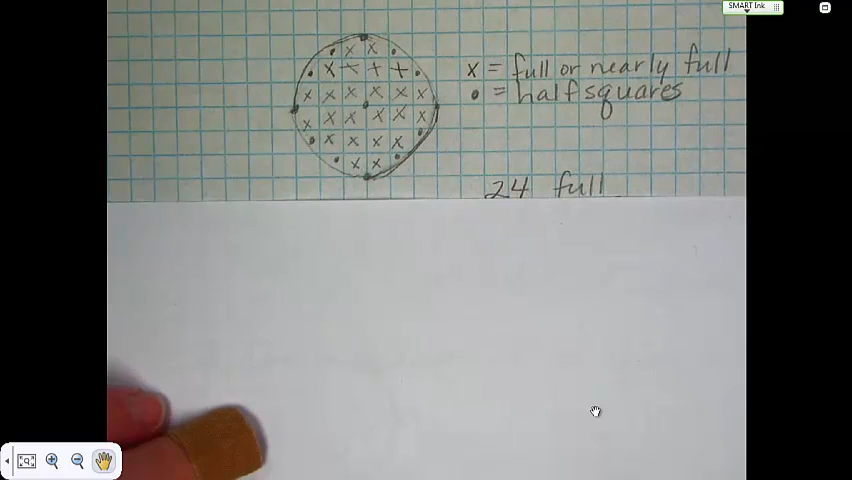 SMART Ink
x = full or nearly full
• = half squares
24 full